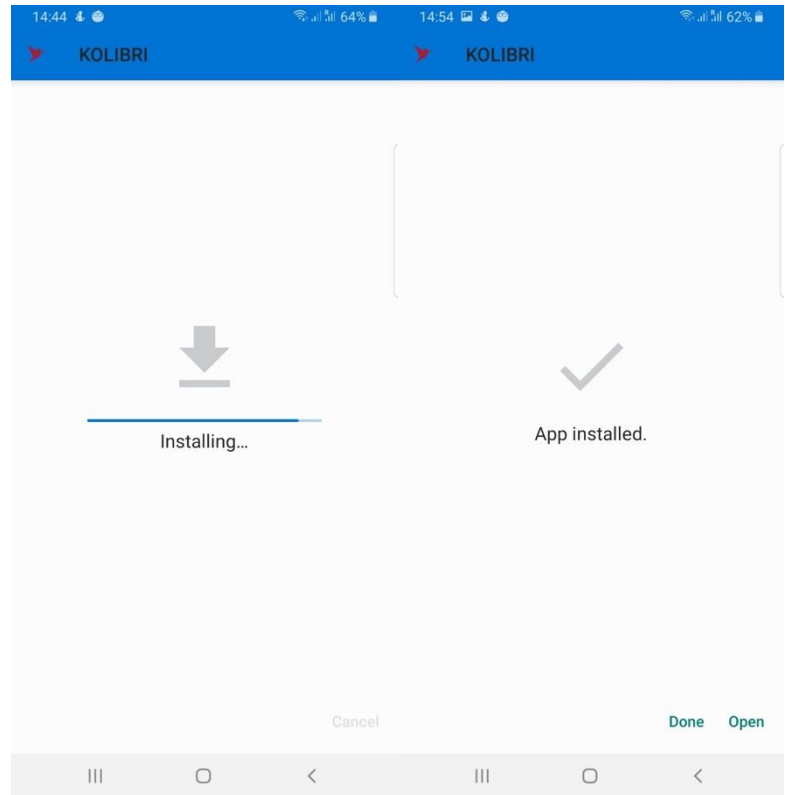 14:44
64%
KOLIBRI
Installing...
Cancel
14:54
62%
KOLIBRI
App installed.
Done Open